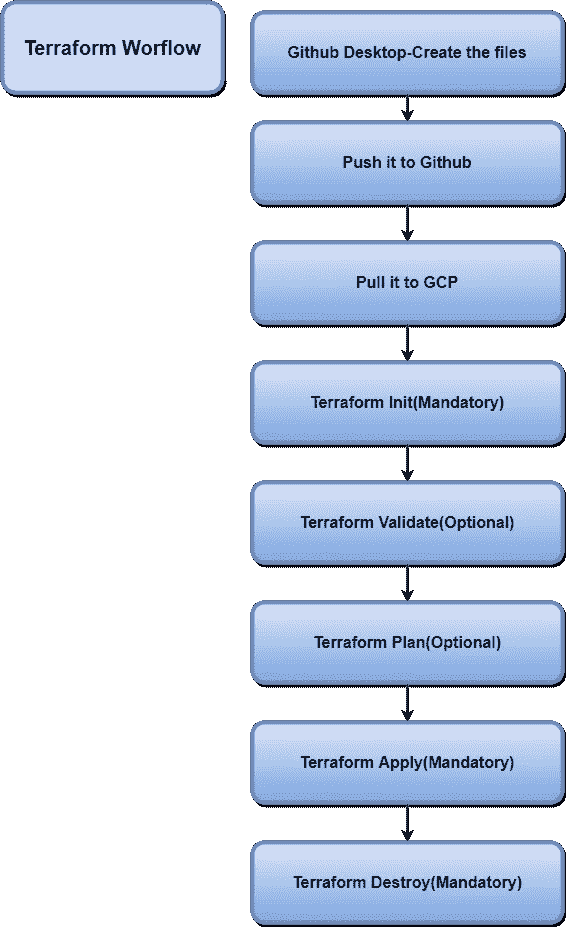 Terraform Worflow
Github Desktop-Create the files
Push it to Github
Pull it to GCP
Terraform Init(Mandatory)
Terraform Validate(Optional)
Terraform Plan(Optional)
Terraform Apply(Mandatory)
Terraform Destroy(Mandatory)